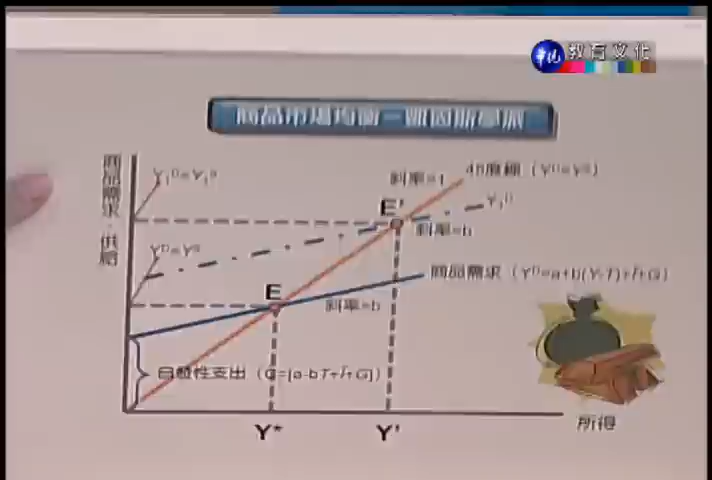 華視 教育文化
商品市場均衡—凱因斯學派
商品需求、供給
Y₁ᴰ=Y₁ˢ
斜率=1
45度線（Yᴰ=Yˢ）
E'
Y₁ᴰ
斜率=b
Yᴰ=Yˢ
E
商品需求（Yᴰ=a+b(Y-T)+Ī+G）
斜率=b
自發性支出（
Y*
Y'
所得